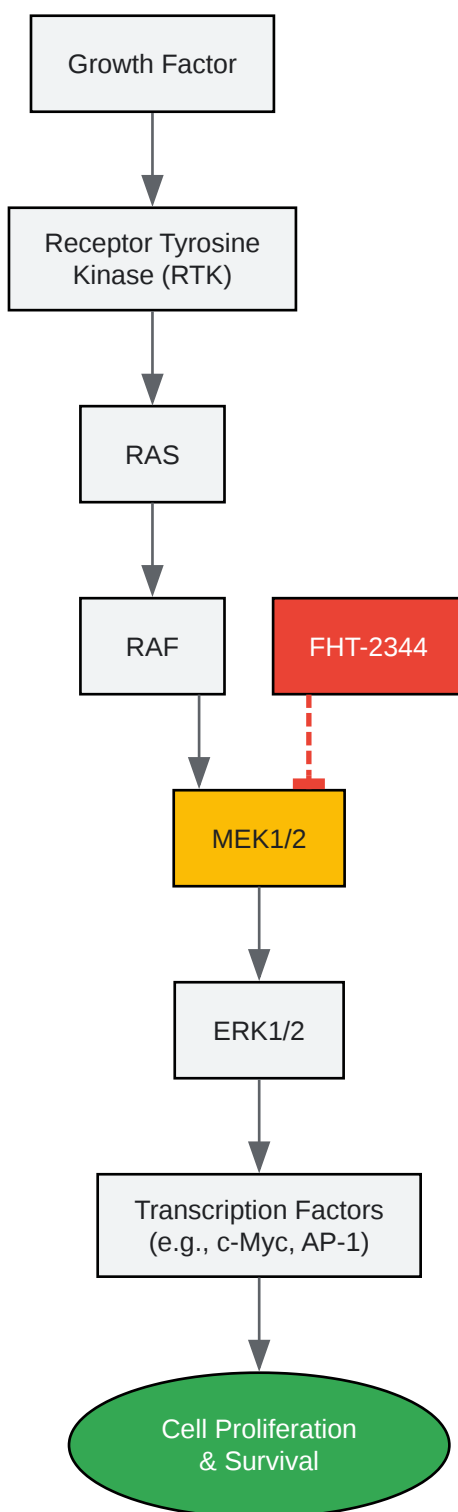 Growth Factor
Receptor Tyrosine
Kinase (RTK)
RAS
RAF
FHT-2344
MEK1/2
ERK1/2
Transcription Factors
(e.g., c-Myc, AP-1)
Cell Proliferation
& Survival